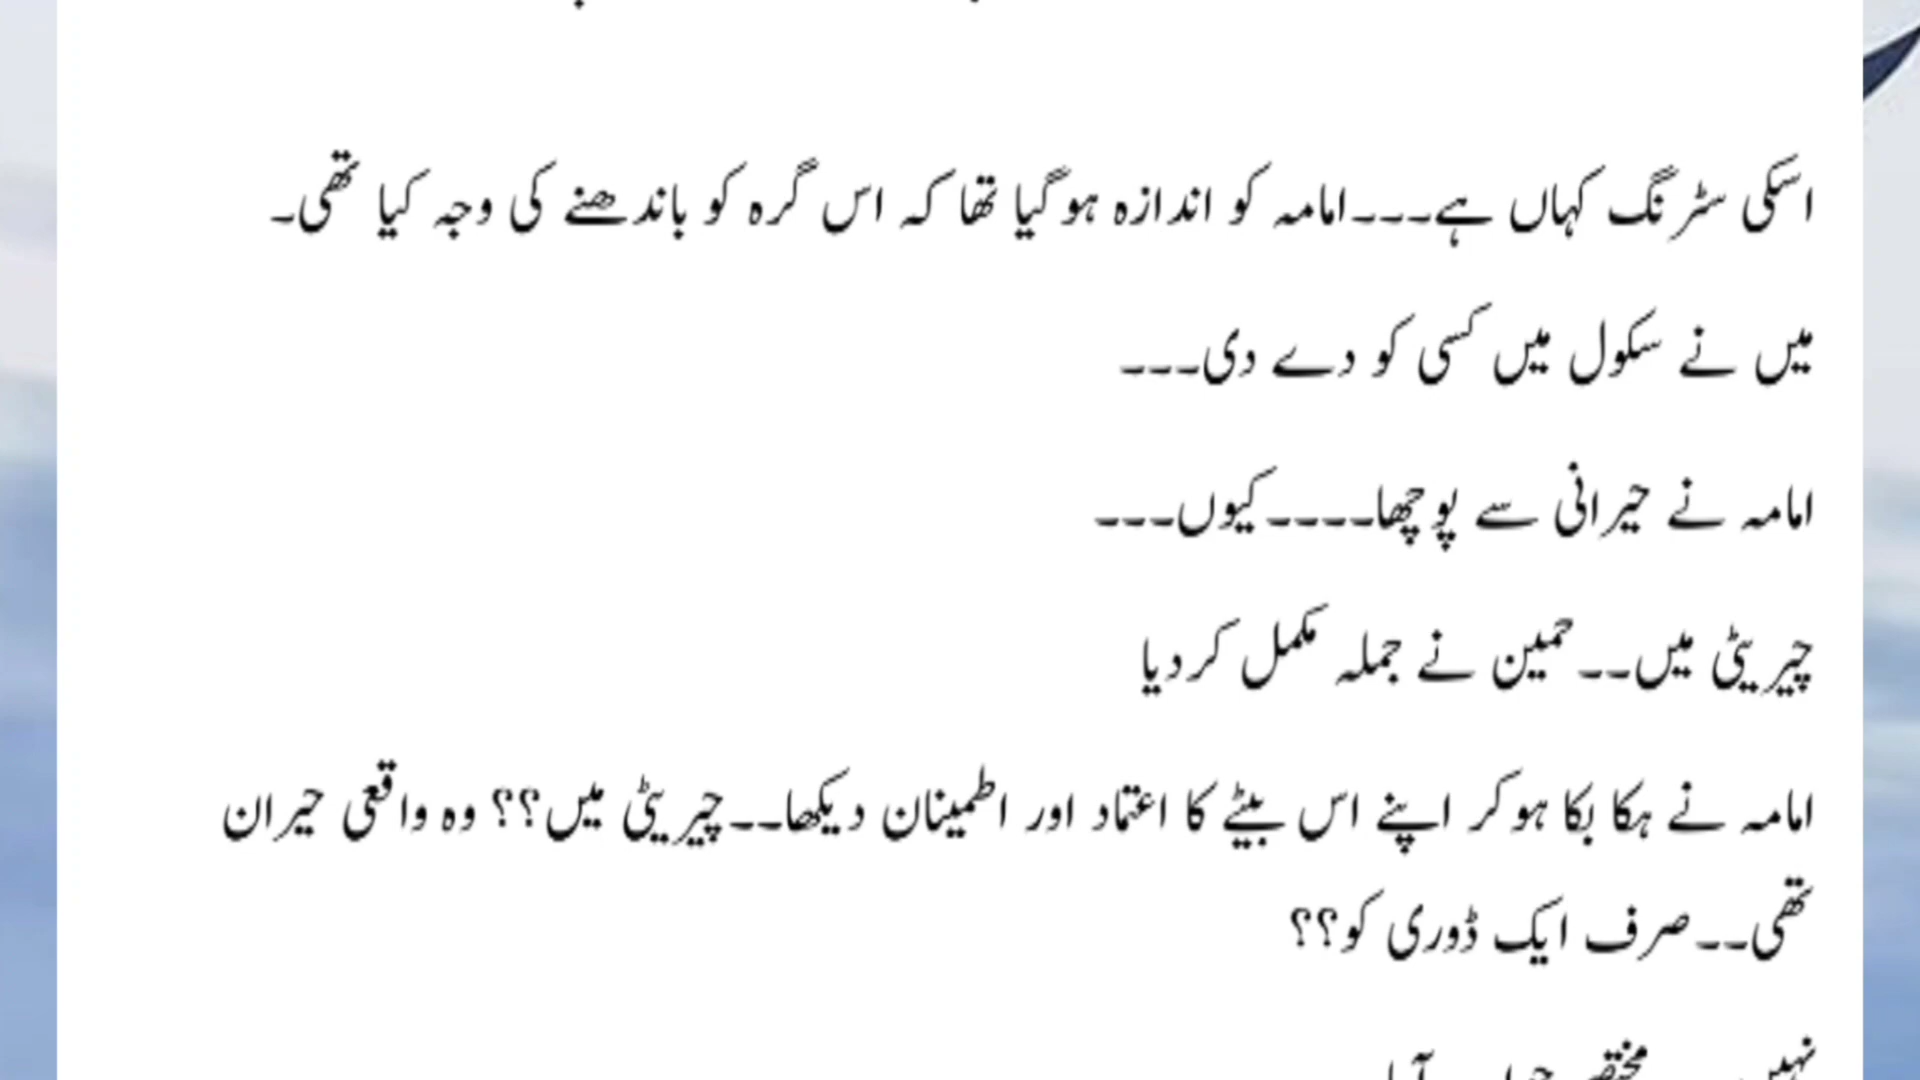 اسکی سٹرنگ کہاں ہے۔۔۔امامہ کو اندازہ ہوگیا تھا کہ اس گرہ کو باندھنے کی وجہ کیا تھی۔
میں نے سکول میں کسی کو دے دی۔۔۔
امامہ نے حیرانی سے پوچھا۔۔۔۔کیوں۔۔۔
چیریٹی میں۔۔حمین نے جملہ مکمل کردیا
امامہ نے ہکا بکا ہوکر اپنے اس بیٹے کا اعتماد اور اطمینان دیکھا۔۔چیریٹی میں؟؟ وہ واقعی حیران
تھی۔۔صرف ایک ڈوری کو؟؟